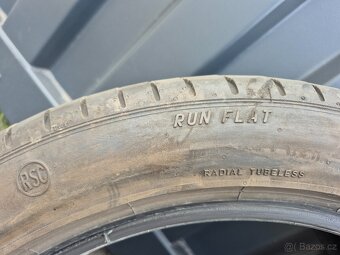 RUN FLAT
RSC
RADIAL TUBELESS
Bazos.cz